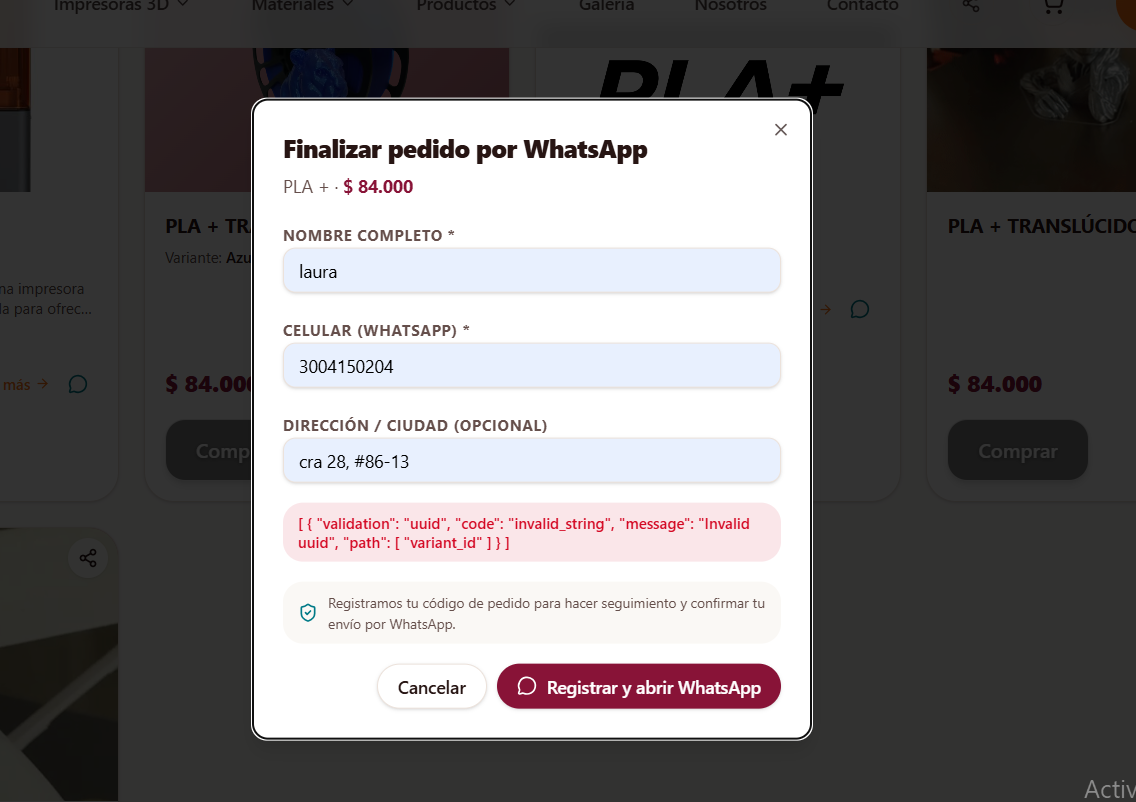 Impresoras 3D
Materiales
Productos
Galería
Nosotros
Contacto
PLA+
Finalizar pedido por WhatsApp
PLA + · $ 84.000
NOMBRE COMPLETO *
laura
CELULAR (WHATSAPP) *
3004150204
DIRECCIÓN / CIUDAD (OPCIONAL)
cra 28, #86-13
[ { "validation": "uuid", "code": "invalid_string", "message": "Invalid
uuid", "path": [ "variant_id" ] } ]
Registramos tu código de pedido para hacer seguimiento y confirmar tu
envío por WhatsApp.
Cancelar
Registrar y abrir WhatsApp
impresora
para ofrec...
más →
PLA + TR
Variante: Azu
$ 84.000
Comp
PLA + TRANSLÚCIDO
$ 84.000
Comprar
Activ